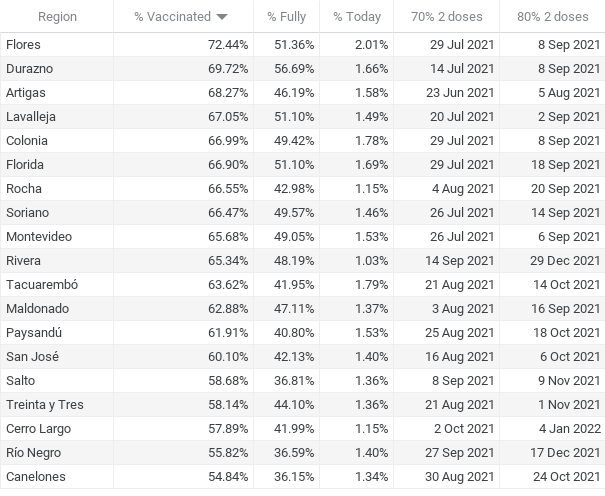 Region % Vaccinated % Fully % Today 70% 2 doses 80% 2 doses
Flores 72.44% 51.36% 2.01% 29 Jul 2021 8 Sep 2021
Durazno 69.72% 56.69% 1.66% 14 Jul 2021 8 Sep 2021
Artigas 68.27% 46.19% 1.58% 23 Jun 2021 5 Aug 2021
Lavalleja 67.05% 51.10% 1.49% 20 Jul 2021 2 Sep 2021
Colonia 66.99% 49.42% 1.78% 29 Jul 2021 8 Sep 2021
Florida 66.90% 51.10% 1.69% 29 Jul 2021 18 Sep 2021
Rocha 66.55% 42.98% 1.15% 4 Aug 2021 20 Sep 2021
Soriano 66.47% 49.57% 1.46% 26 Jul 2021 14 Sep 2021
Montevideo 65.68% 49.05% 1.53% 26 Jul 2021 6 Sep 2021
Rivera 65.34% 48.19% 1.03% 14 Sep 2021 29 Dec 2021
Tacuarembó 63.62% 41.95% 1.79% 21 Aug 2021 14 Oct 2021
Maldonado 62.88% 47.11% 1.37% 3 Aug 2021 16 Sep 2021
Paysandú 61.91% 40.80% 1.53% 25 Aug 2021 18 Oct 2021
San José 60.10% 42.13% 1.40% 16 Aug 2021 6 Oct 2021
Salto 58.68% 36.81% 1.36% 8 Sep 2021 9 Nov 2021
Treinta y Tres 58.14% 44.10% 1.36% 21 Aug 2021 1 Nov 2021
Cerro Largo 57.89% 41.99% 1.15% 2 Oct 2021 4 Jan 2022
Río Negro 55.82% 36.59% 1.40% 27 Sep 2021 17 Dec 2021
Canelones 54.84% 36.15% 1.34% 30 Aug 2021 24 Oct 2021